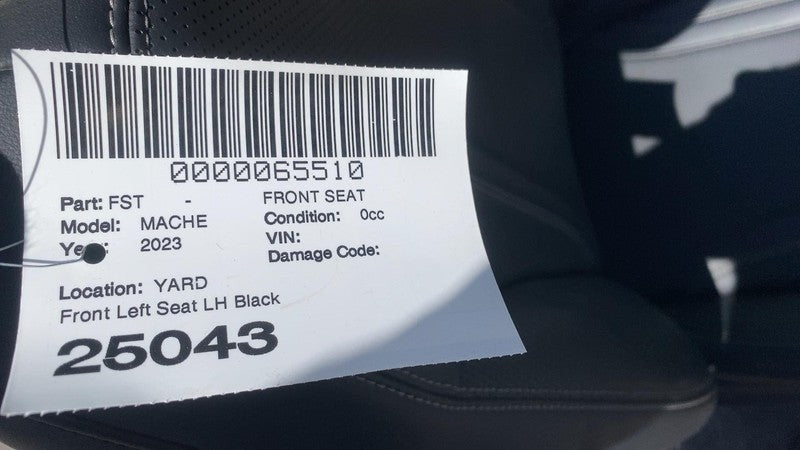 0000065510
Part: FST - FRONT SEAT
Model: MACHE Condition: 0cc
Year: 2023 VIN:
Damage Code:
Location: YARD
Front Left Seat LH Black
25043